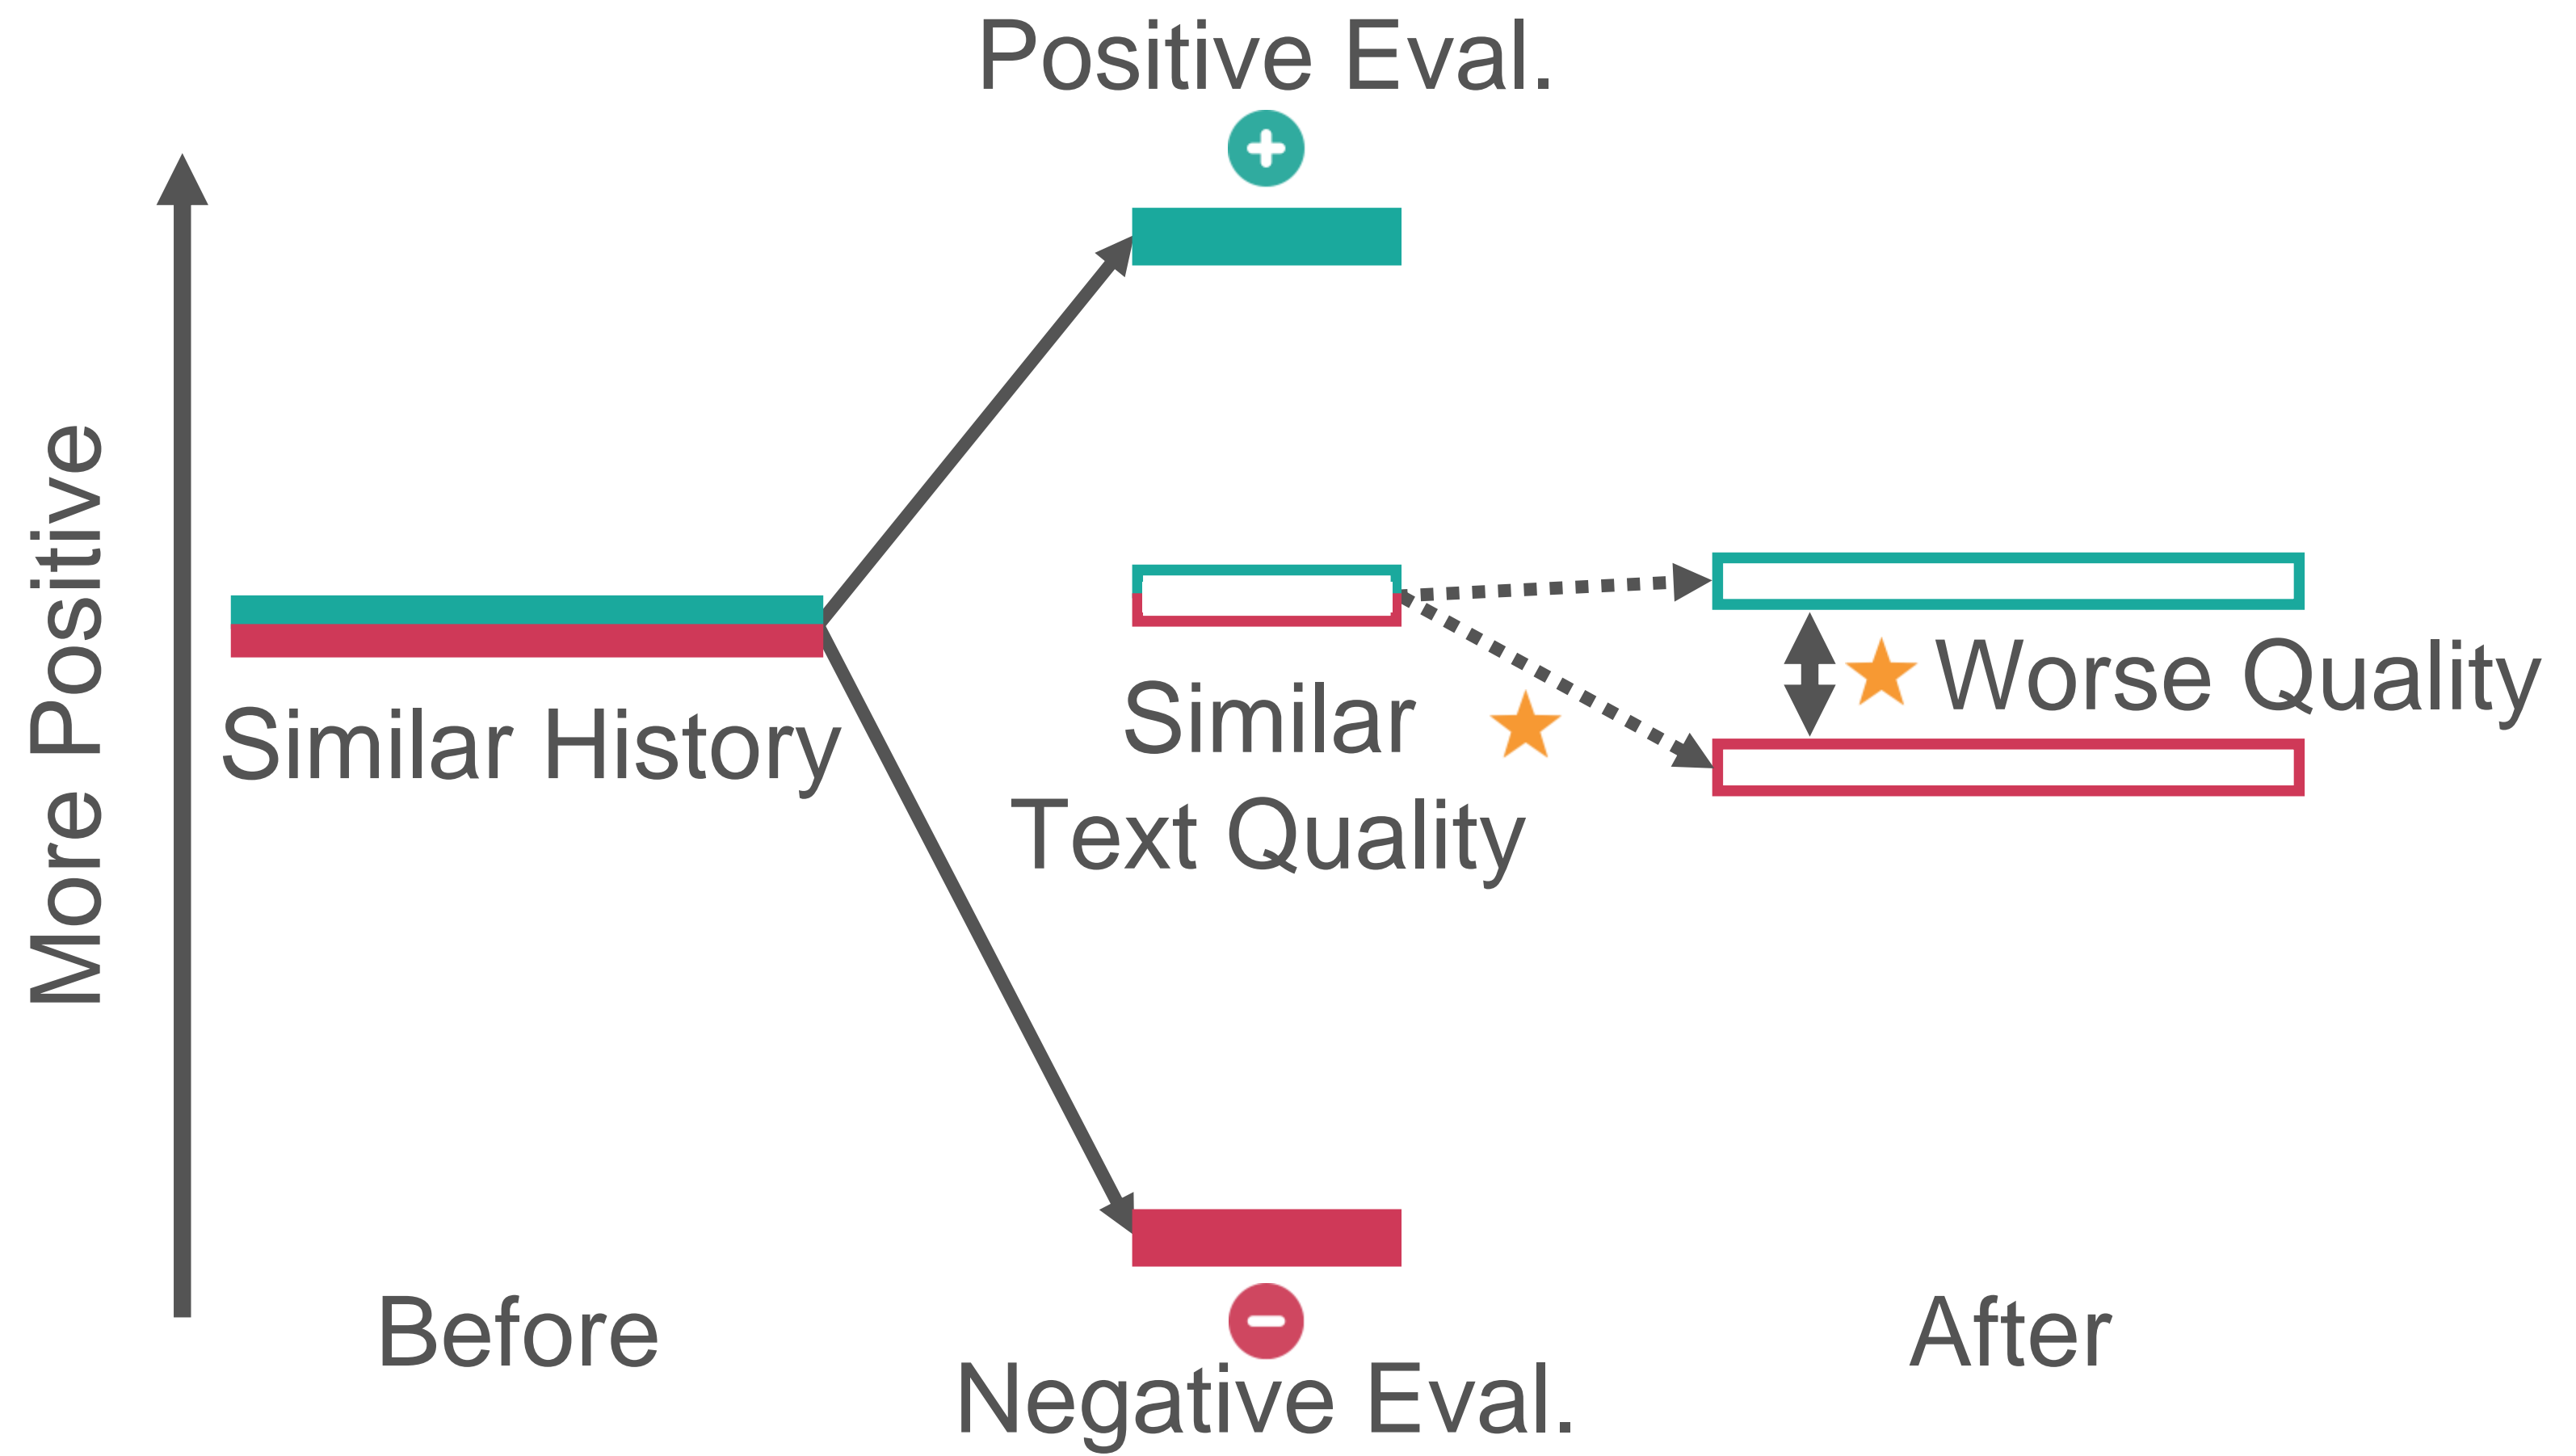 Positive Eval.
More Positive
Similar History
Similar
Text Quality
Worse Quality
Before
After
Negative Eval.